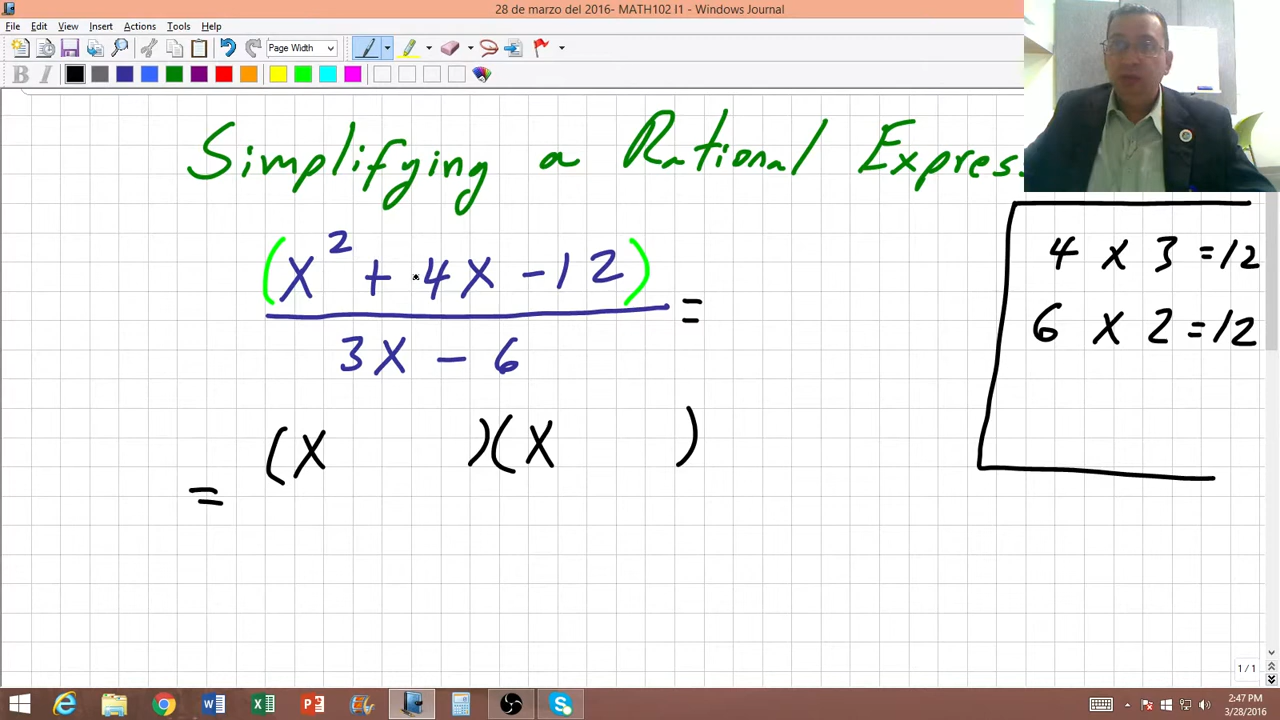 28 de marzo del 2016- MATH102 I1 - Windows Journal
File Edit View Insert Actions Tools Help
Page Width
B I
Simplifying a Rational Express
(x² + 4x - 12) =
3x - 6
4 x 3 = 12
6 x 2 = 12
(x )(x )
=
1 / 1
2:47 PM
3/28/2016